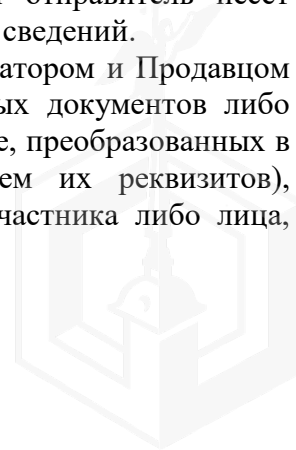 отправитель несет
сведений.
атором и Продавцом
ых документов либо
е, преобразованных в
ем их реквизитов),
частника либо лица,